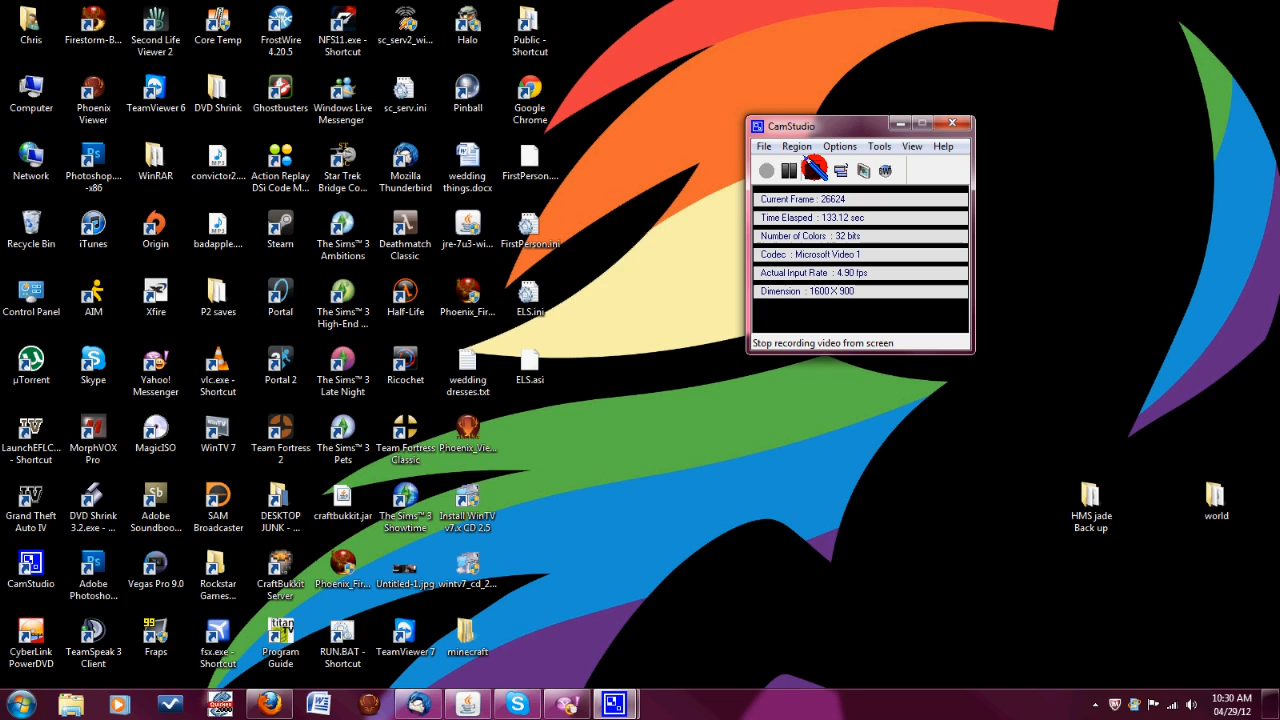 Chris
Firestorm-B...
Second Life
Viewer 2
Core Temp
FrostWire
4.20.5
NFS11.exe -
Shortcut
sc_serv2_wi...
Halo
Public -
Shortcut
Computer
Phoenix
Viewer
TeamViewer 6
DVD Shrink
Ghostbusters
Windows Live
Messenger
sc_serv.ini
Pinball
Google
Chrome
Network
Photoshop....
-x86
WinRAR
convictor2....
Action Replay
DSi Code M...
Star Trek
Bridge Co...
Mozilla
Thunderbird
wedding
things.docx
FirstPerson....
Recycle Bin
iTunes
Origin
badapple....
Steam
The Sims™ 3
Ambitions
Deathmatch
Classic
jre-7u3-wi...
FirstPerson.ini
Control Panel
AIM
Xfire
P2 saves
Portal
The Sims™ 3
High-End ...
Half-Life
Phoenix_Fir...
ELS.ini
µTorrent
Skype
Yahoo!
Messenger
vlc.exe -
Shortcut
Portal 2
The Sims™ 3
Late Night
Ricochet
wedding
dresses.txt
ELS.asi
LaunchEFLC...
- Shortcut
MorphVOX
Pro
MagicISO
WinTV 7
Team Fortress
2
The Sims™ 3
Pets
Team Fortress
Classic
Phoenix_Vie...
Grand Theft
Auto IV
DVD Shrink
3.2.exe - ...
Adobe
Soundboo...
SAM
Broadcaster
DESKTOP
JUNK - ...
craftbukkit.jar
The Sims™ 3
Showtime
Install WinTV
v7.x CD 2.5
CamStudio
Adobe
Photosho...
Vegas Pro 9.0
Rockstar
Games...
CraftBukkit
Server
Phoenix_Fir...
Untitled-1.jpg
wintv7_cd_2...
CyberLink
PowerDVD
TeamSpeak 3
Client
99
Fraps
fsx.exe -
Shortcut
titan
TV
Program
Guide
RUN.BAT -
Shortcut
TeamViewer 7
minecraft
HMS jade
Back up
world
CamStudio
File Region Options Tools View Help
Current Frame : 26624
Time Elasped : 133.12 sec
Number of Colors : 32 bits
Codec : Microsoft Video 1
Actual Input Rate : 4.90 fps
Dimension : 1600 X 900
Stop recording video from screen
10:30 AM
04/29/12